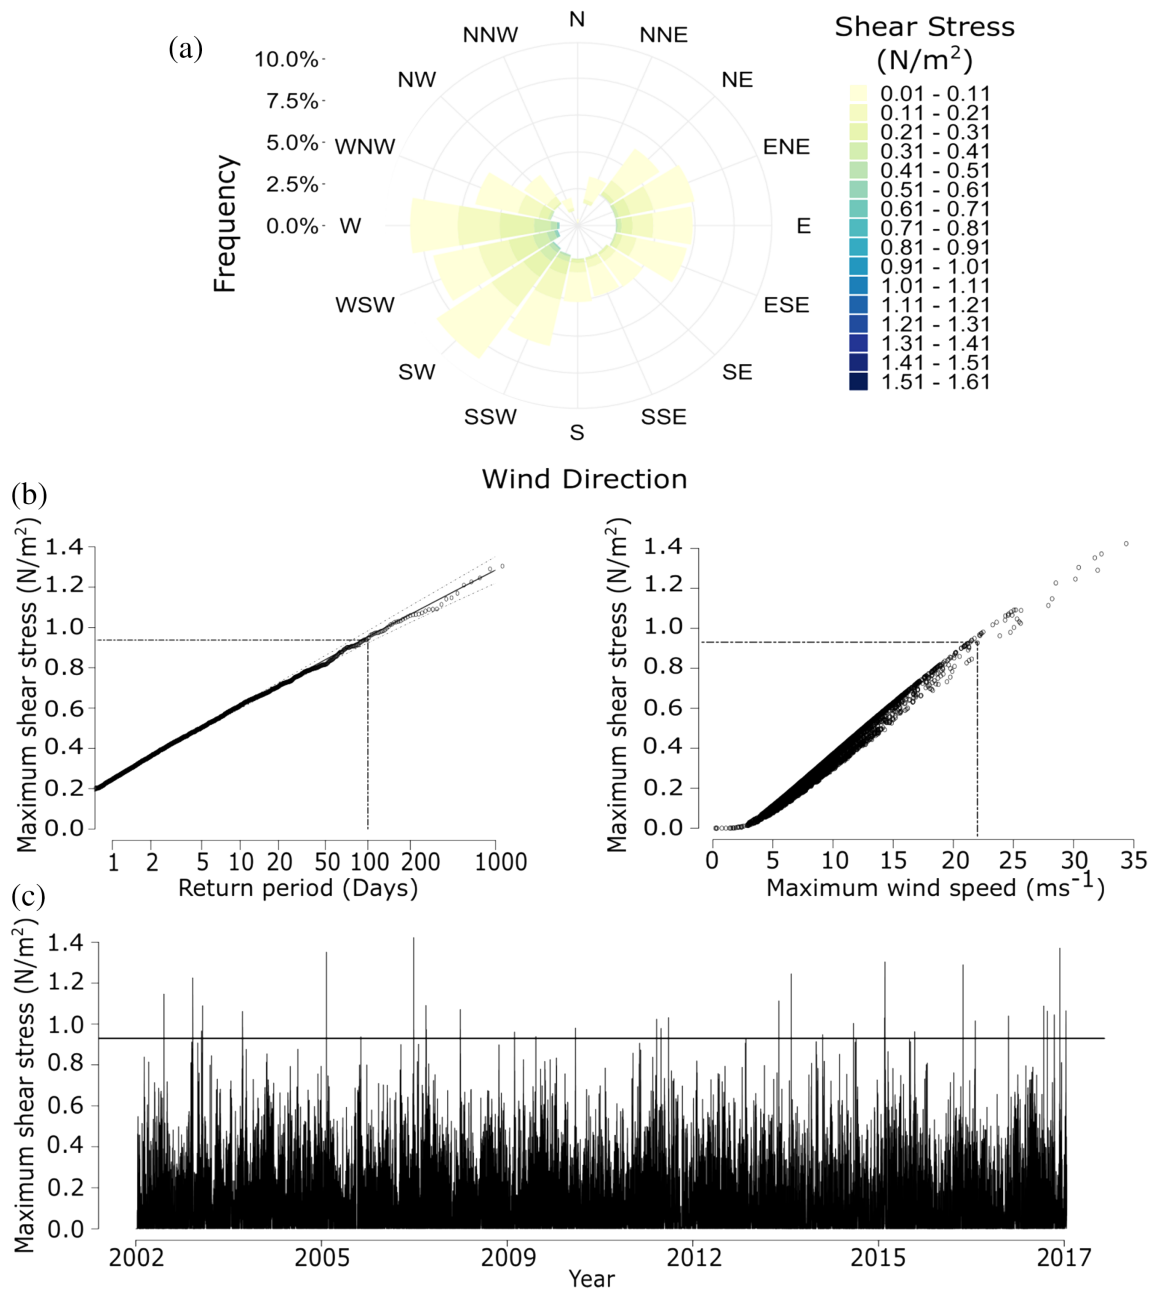 (a)
N
NNE
NE
ENE
E
ESE
SE
SSE
S
SSW
SW
WSW
W
WNW
NW
NNW
Frequency
10.0%
7.5%
5.0%
2.5%
0.0%
Shear Stress
(N/m²)
0.01 - 0.11
0.11 - 0.21
0.21 - 0.31
0.31 - 0.41
0.41 - 0.51
0.51 - 0.61
0.61 - 0.71
0.71 - 0.81
0.81 - 0.91
0.91 - 1.01
1.01 - 1.11
1.11 - 1.21
1.21 - 1.31
1.31 - 1.41
1.41 - 1.51
1.51 - 1.61
Wind Direction
(b)
Maximum shear stress (N/m²)
1.4
1.2
1.0
0.8
0.6
0.4
0.2
0.0
1 2 5 10 20 50 100 200 1000
Return period (Days)
Maximum shear stress (N/m²)
1.4
1.2
1.0
0.8
0.6
0.4
0.2
0.0
0 5 10 15 20 25 30 35
Maximum wind speed (ms⁻¹)
(c)
Maximum shear stress (N/m²)
1.4
1.2
1.0
0.8
0.6
0.4
0.2
0.0
2002 2005 2009 2012 2015 2017
Year